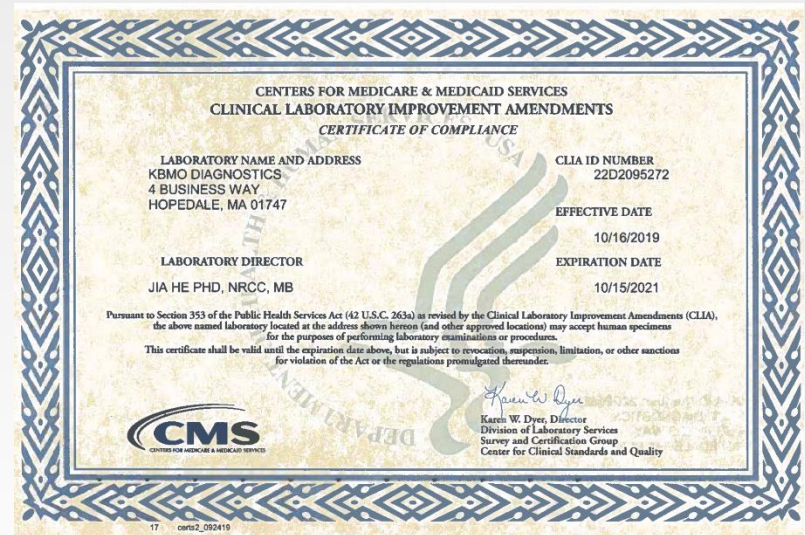 CENTERS FOR MEDICARE & MEDICAID SERVICES
CLINICAL LABORATORY IMPROVEMENT AMENDMENTS
CERTIFICATE OF COMPLIANCE
LABORATORY NAME AND ADDRESS
KBMO DIAGNOSTICS
4 BUSINESS WAY
HOPEDALE, MA 01747
CLIA ID NUMBER
22D2095272
EFFECTIVE DATE
10/16/2019
LABORATORY DIRECTOR
JIA HE PHD, NRCC, MB
EXPIRATION DATE
10/15/2021
Pursuant to Section 353 of the Public Health Services Act (42 U.S.C. 263a) as revised by the Clinical Laboratory Improvement Amendments (CLIA),
the above named laboratory located at the address shown hereon (and other approved locations) may accept human specimens
for the purposes of performing laboratory examinations or procedures.
This certificate shall be valid until the expiration date above, but is subject to revocation, suspension, limitation, or other sanctions
for violation of the Act or the regulations promulgated thereunder.
Karen W. Dyer
Karen W. Dyer, Director
Division of Laboratory Services
Survey and Certification Group
Center for Clinical Standards and Quality
CMS
CENTERS FOR MEDICARE & MEDICAID SERVICES
17 certs2_092419